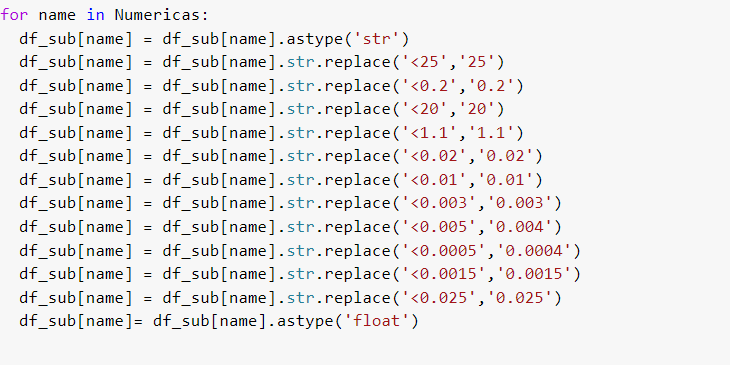 for name in Numericas:
  df_sub[name] = df_sub[name].astype('str')
  df_sub[name] = df_sub[name].str.replace('<25','25')
  df_sub[name] = df_sub[name].str.replace('<0.2','0.2')
  df_sub[name] = df_sub[name].str.replace('<20','20')
  df_sub[name] = df_sub[name].str.replace('<1.1','1.1')
  df_sub[name] = df_sub[name].str.replace('<0.02','0.02')
  df_sub[name] = df_sub[name].str.replace('<0.01','0.01')
  df_sub[name] = df_sub[name].str.replace('<0.003','0.003')
  df_sub[name] = df_sub[name].str.replace('<0.005','0.004')
  df_sub[name] = df_sub[name].str.replace('<0.0005','0.0004')
  df_sub[name] = df_sub[name].str.replace('<0.0015','0.0015')
  df_sub[name] = df_sub[name].str.replace('<0.025','0.025')
  df_sub[name]= df_sub[name].astype('float')